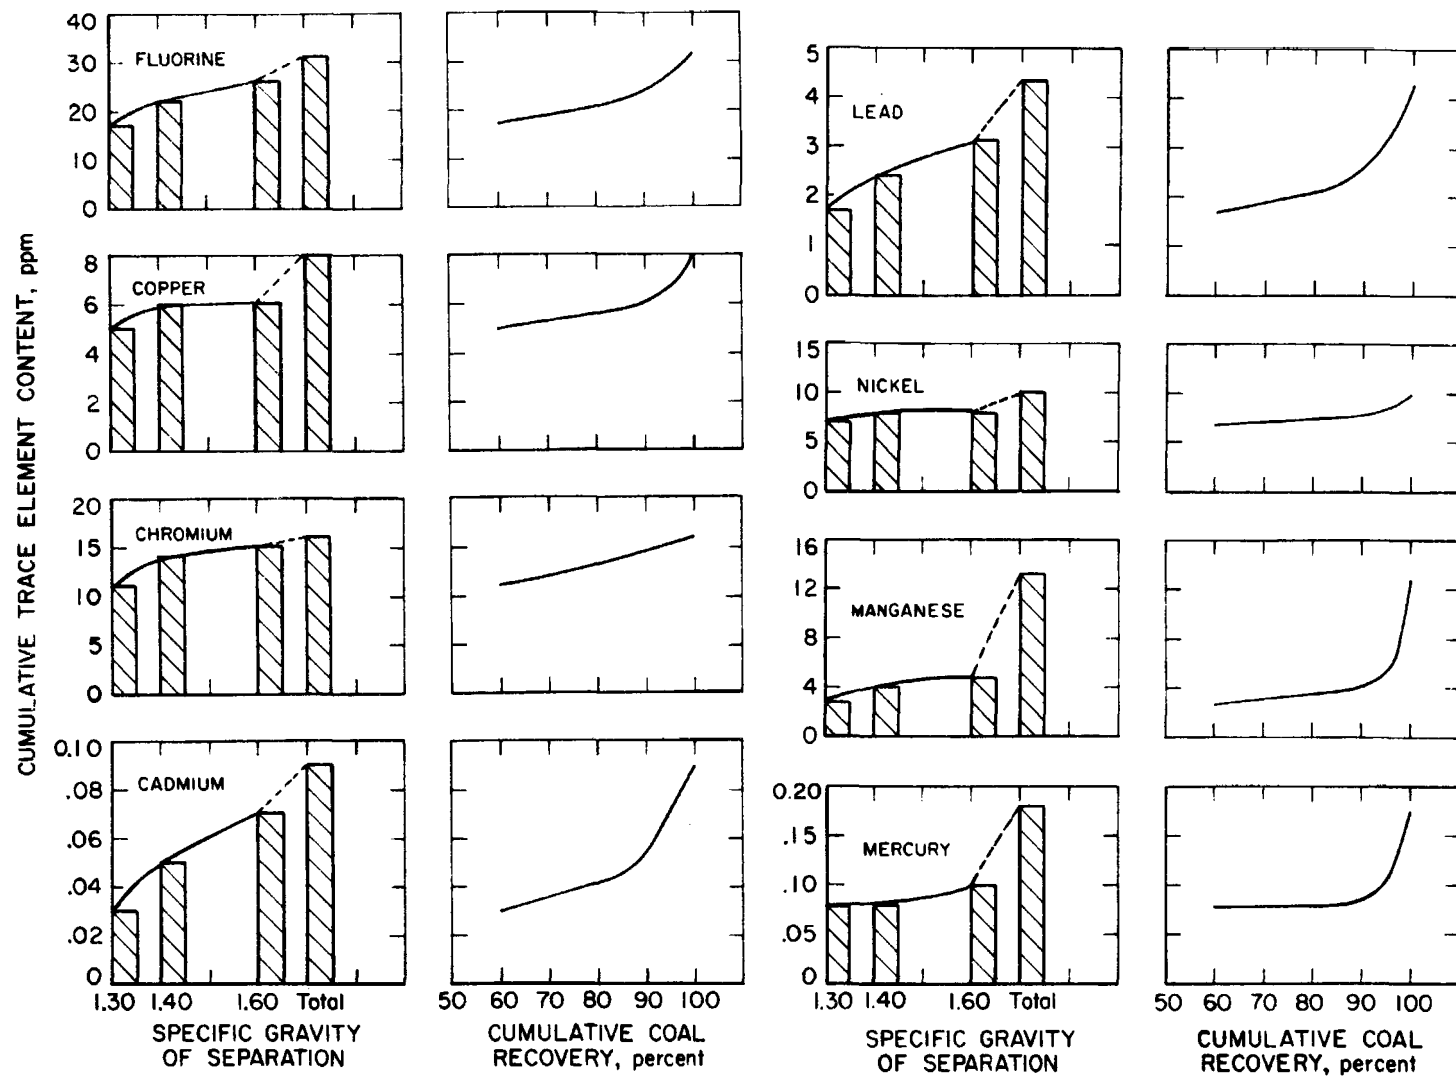 CUMULATIVE TRACE ELEMENT CONTENT, ppm
40
30
20
10
0
FLUORINE
8
6
4
2
0
COPPER
20
15
10
5
0
CHROMIUM
0.10
.08
.06
.04
.02
0
CADMIUM
1.30 1.40 1.60 Total
SPECIFIC GRAVITY
OF SEPARATION
50 60 70 80 90 100
CUMULATIVE COAL
RECOVERY, percent
5
4
3
2
1
0
LEAD
15
10
5
0
NICKEL
16
12
8
4
0
MANGANESE
0.20
.15
.10
.05
0
MERCURY
1.30 1.40 1.60 Total
SPECIFIC GRAVITY
OF SEPARATION
50 60 70 80 90 100
CUMULATIVE COAL
RECOVERY, percent